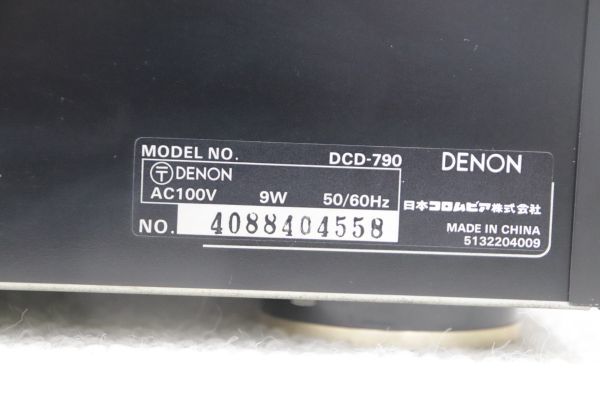 MODEL NO. DCD-790
DENON
〒 DENON
AC100V 9W 50/60Hz
日本コロムビア株式会社
NO. 4088404558
MADE IN CHINA
5132204009